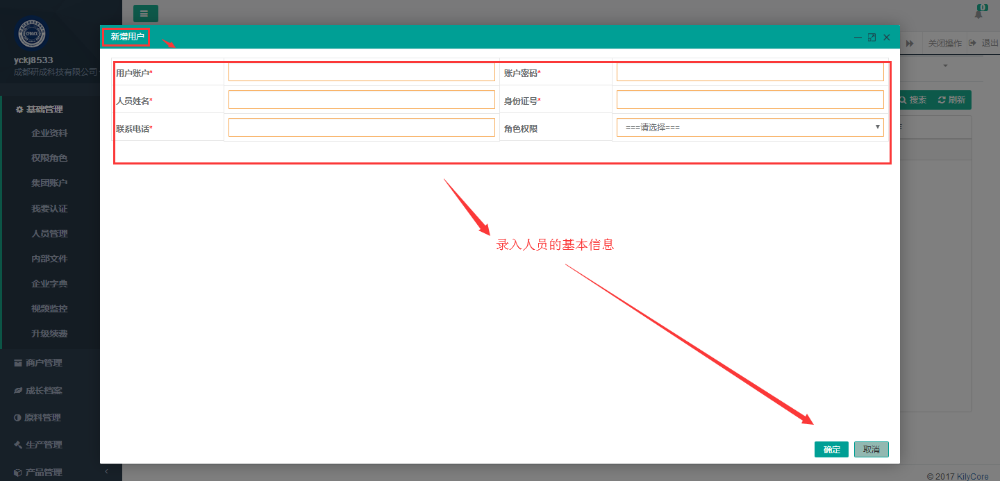 0
yckj8533
成都研成科技有限公司
基础管理
企业资料
权限角色
集团账户
我要认证
人员管理
内部文件
企业字典
视频监控
升级续费
商户管理
成长档案
原料管理
生产管理
产品管理
关闭操作 退出
搜索 刷新
新增用户
用户账户* 账户密码*
人员姓名* 身份证号*
联系电话* 角色权限 ===请选择===
录入人员的基本信息
确定 取消
© 2017 KilyCore